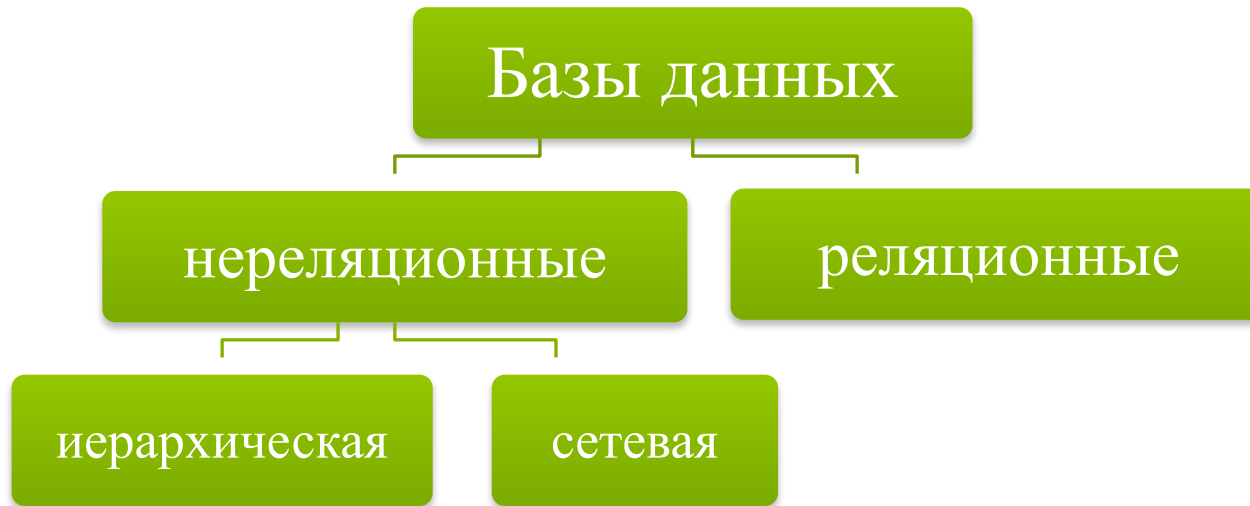 Базы данных
нереляционные
реляционные
иерархическая
сетевая